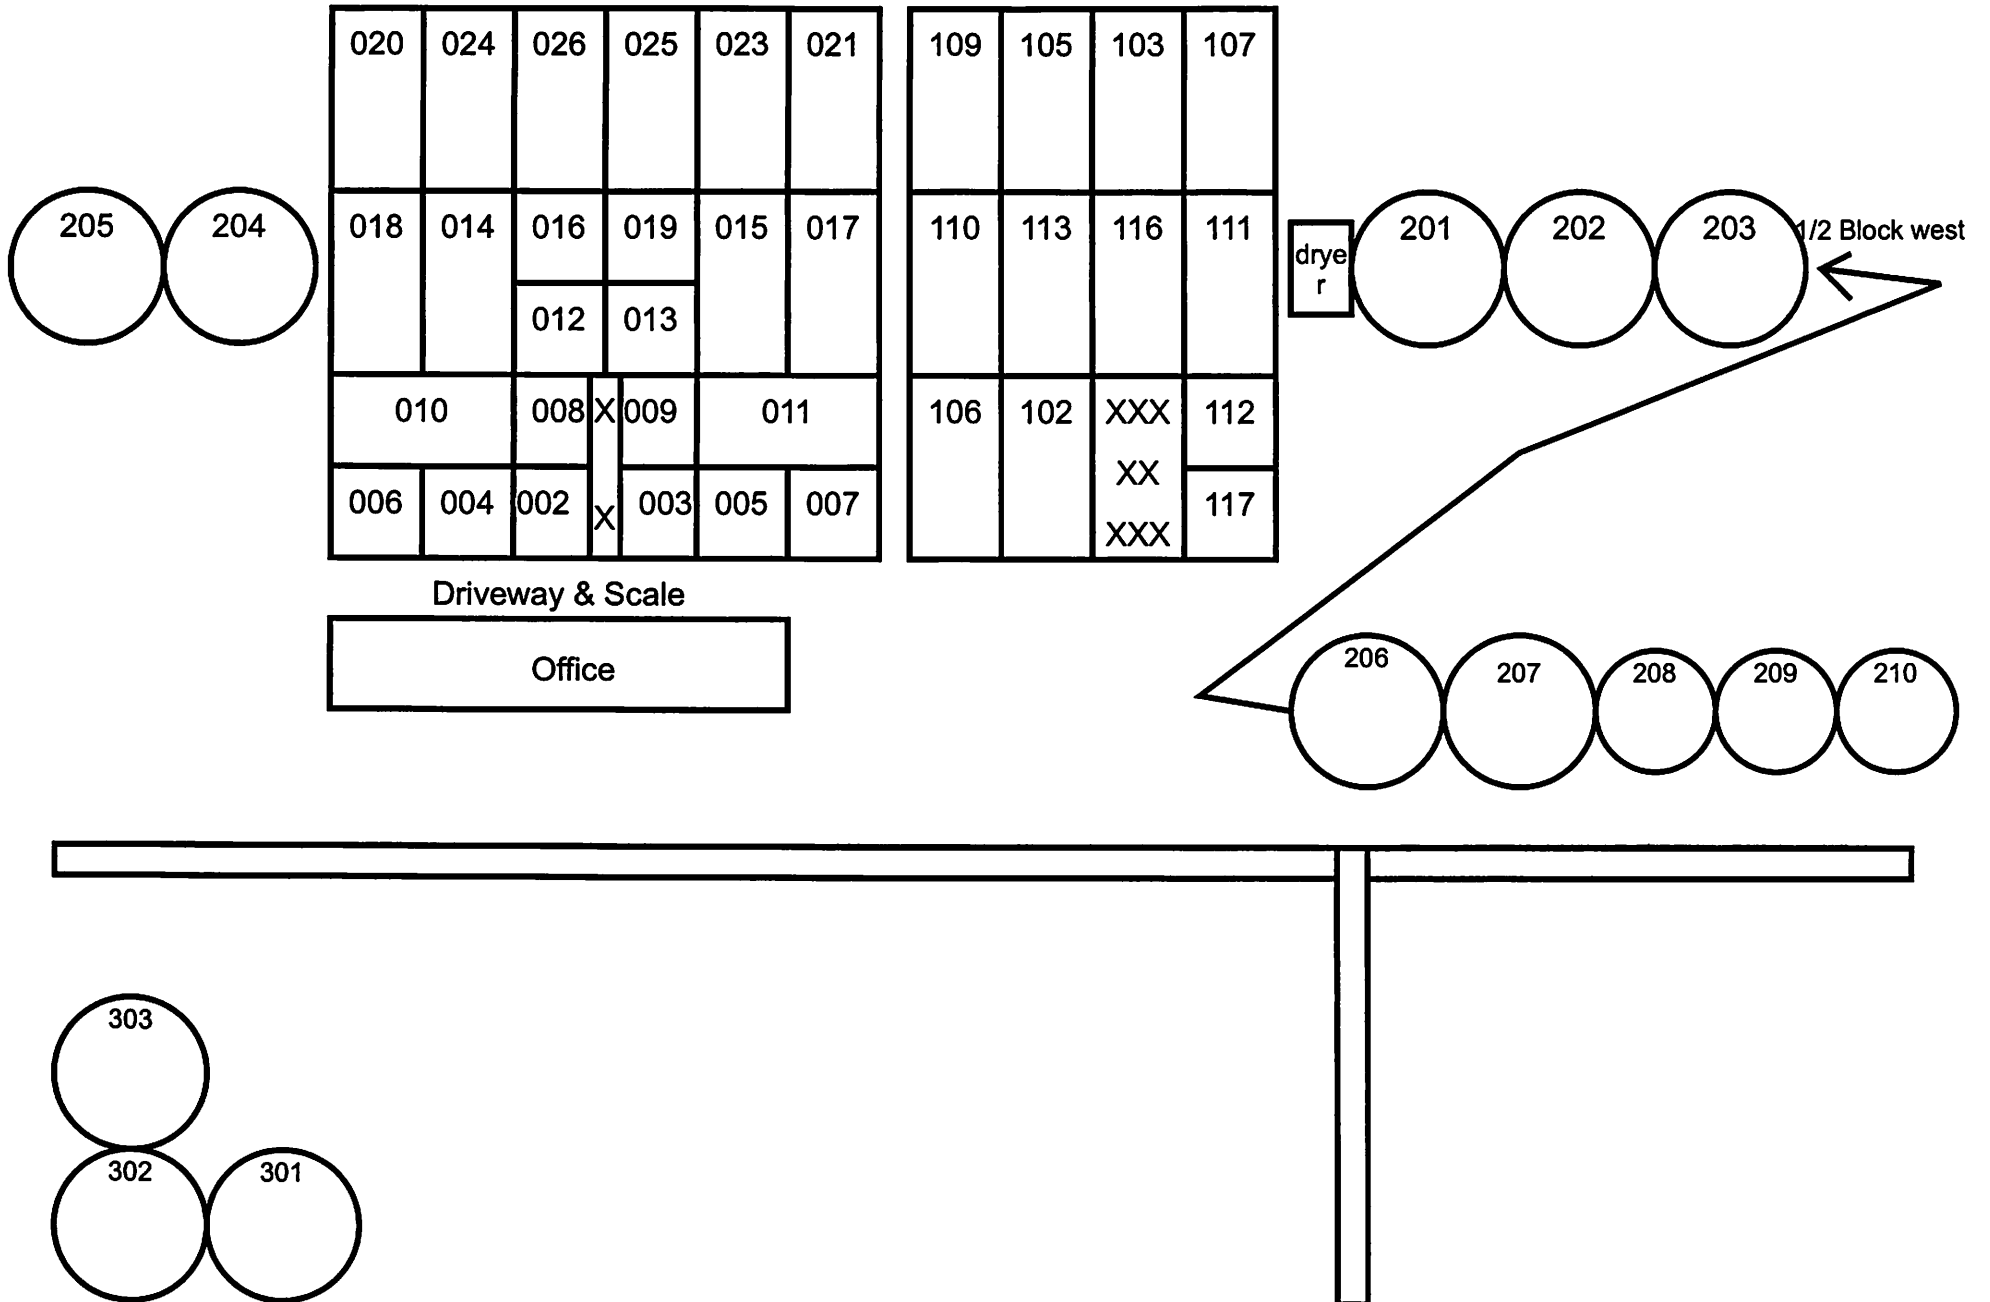 020 024 026 025 023 021 109 105 103 107
205 204 018 014 016 019 015 017 110 113 116 111 201 202 203 1/2 Block west
drye
r
012 013
010 008 X 009 011 106 102 XXX 112
XX
006 004 002 X 003 005 007 XXX 117
Driveway & Scale
Office
206 207 208 209 210
303
302 301